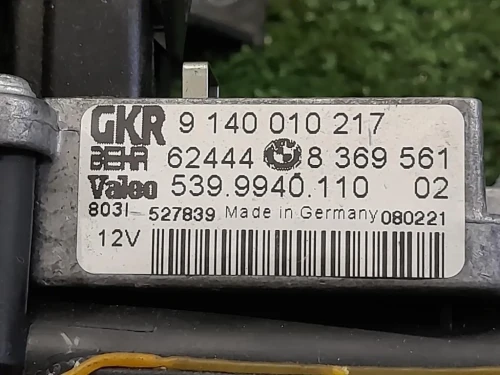 GKR 9 140 010 217
BEHR 62444 8 369 561
Valeo 539.9940.110 02
803I- 527839 Made in Germany 080221
12V